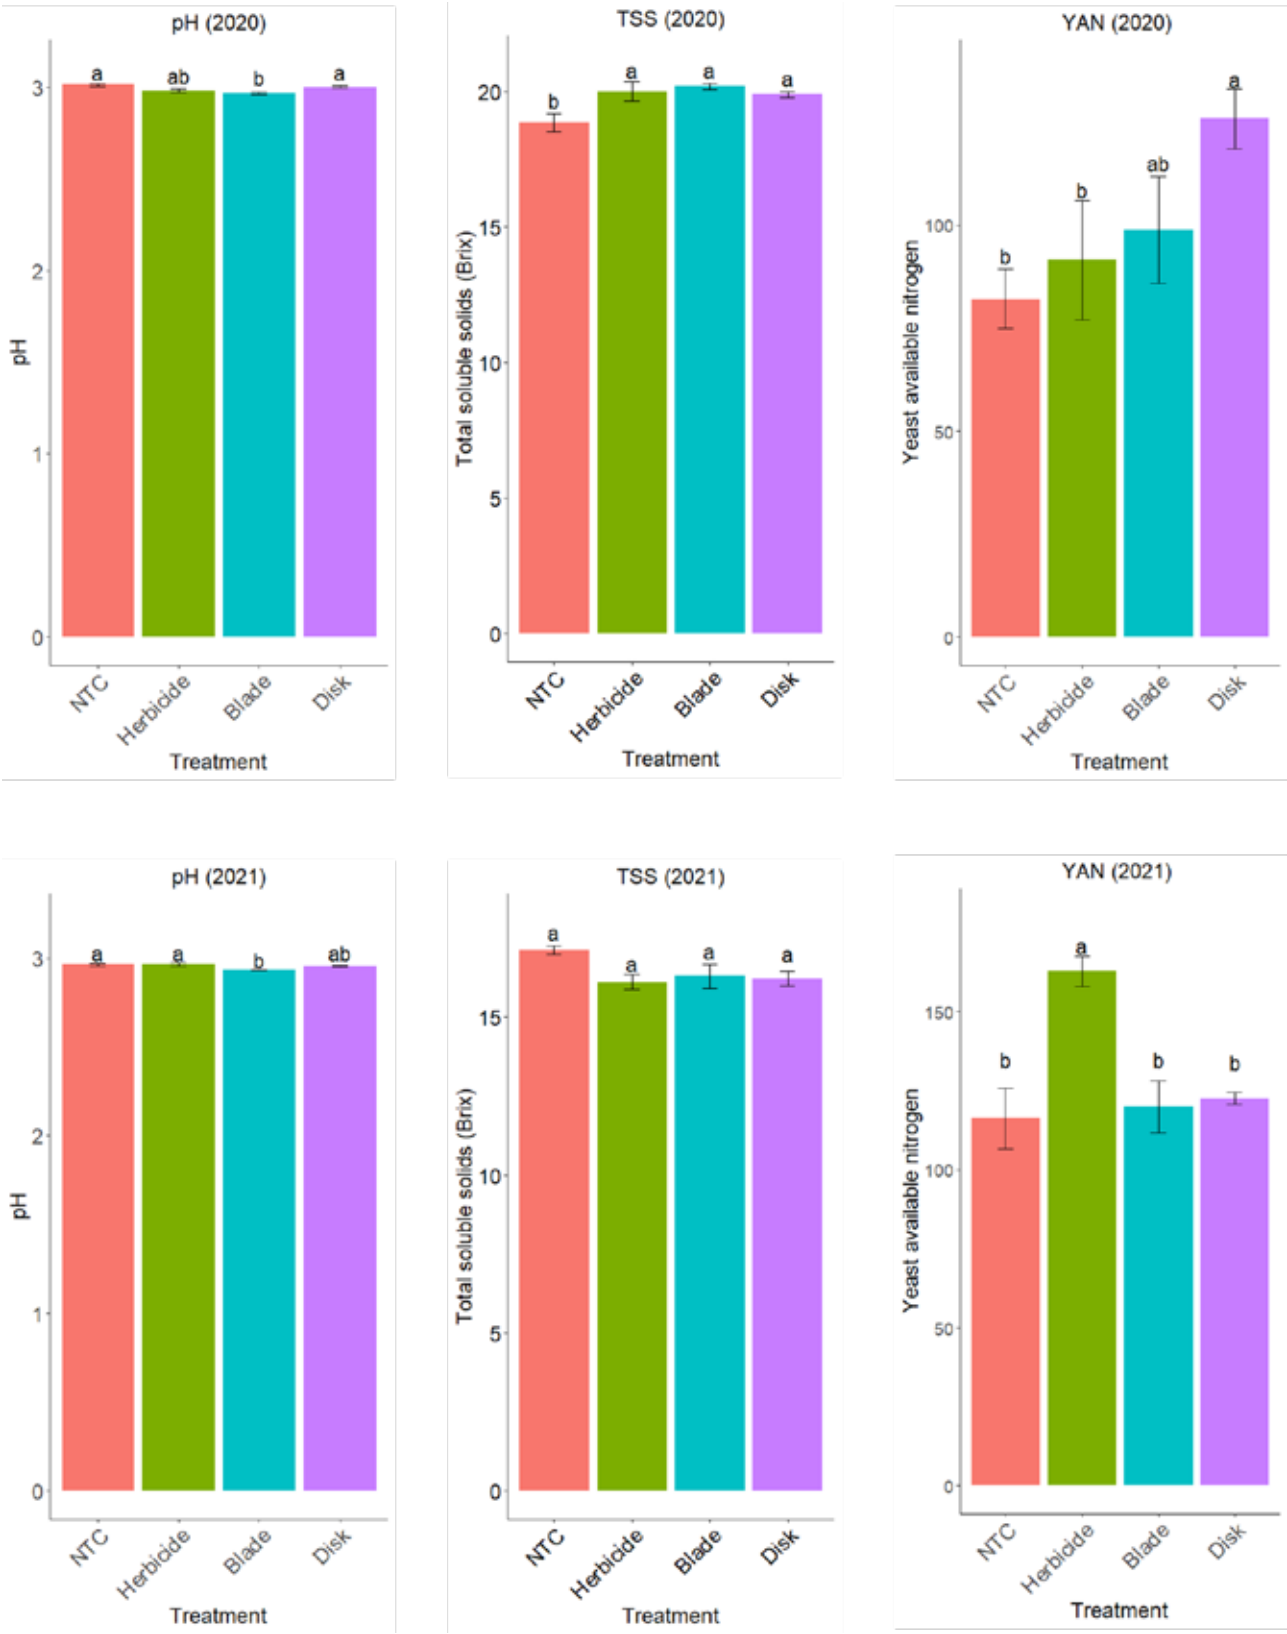 pH (2020)
a ab b a
3
2
1
0
pH
NTC Herbicide Blade Disk
Treatment
TSS (2020)
b a a a
20
15
10
5
0
Total soluble solids (Brix)
NTC Herbicide Blade Disk
Treatment
YAN (2020)
b b ab a
100
50
0
Yeast available nitrogen
NTC Herbicide Blade Disk
Treatment
pH (2021)
a a b ab
3
2
1
0
pH
NTC Herbicide Blade Disk
Treatment
TSS (2021)
a a a a
15
10
5
0
Total soluble solids (Brix)
NTC Herbicide Blade Disk
Treatment
YAN (2021)
b a b b
150
100
50
0
Yeast available nitrogen
NTC Herbicide Blade Disk
Treatment